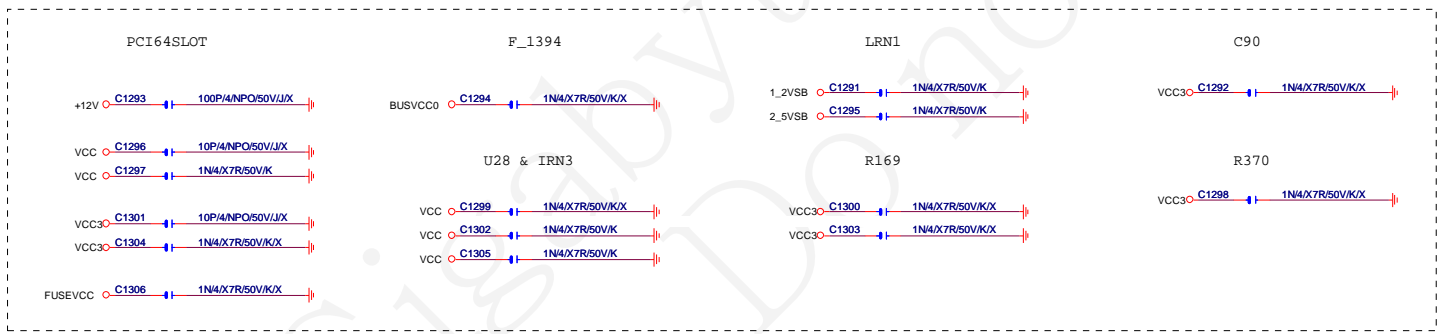 PCI64SLOT
+12V C1293 100P/4/NPO/50V/J/X
VCC C1296 10P/4/NPO/50V/J/X
VCC C1297 1N/4/X7R/50V/K
VCC3 C1301 10P/4/NPO/50V/J/X
VCC3 C1304 1N/4/X7R/50V/K/X
FUSEVCC C1306 1N/4/X7R/50V/K/X
F_1394
BUSVCC0 C1294 1N/4/X7R/50V/K/X
U28 & IRN3
VCC C1299 1N/4/X7R/50V/K/X
VCC C1302 1N/4/X7R/50V/K
VCC C1305 1N/4/X7R/50V/K
LRN1
1_2VSB C1291 1N/4/X7R/50V/K
2_5VSB C1295 1N/4/X7R/50V/K
R169
VCC3 C1300 1N/4/X7R/50V/K/X
VCC3 C1303 1N/4/X7R/50V/K/X
C90
VCC3 C1292 1N/4/X7R/50V/K/X
R370
VCC3 C1298 1N/4/X7R/50V/K/X